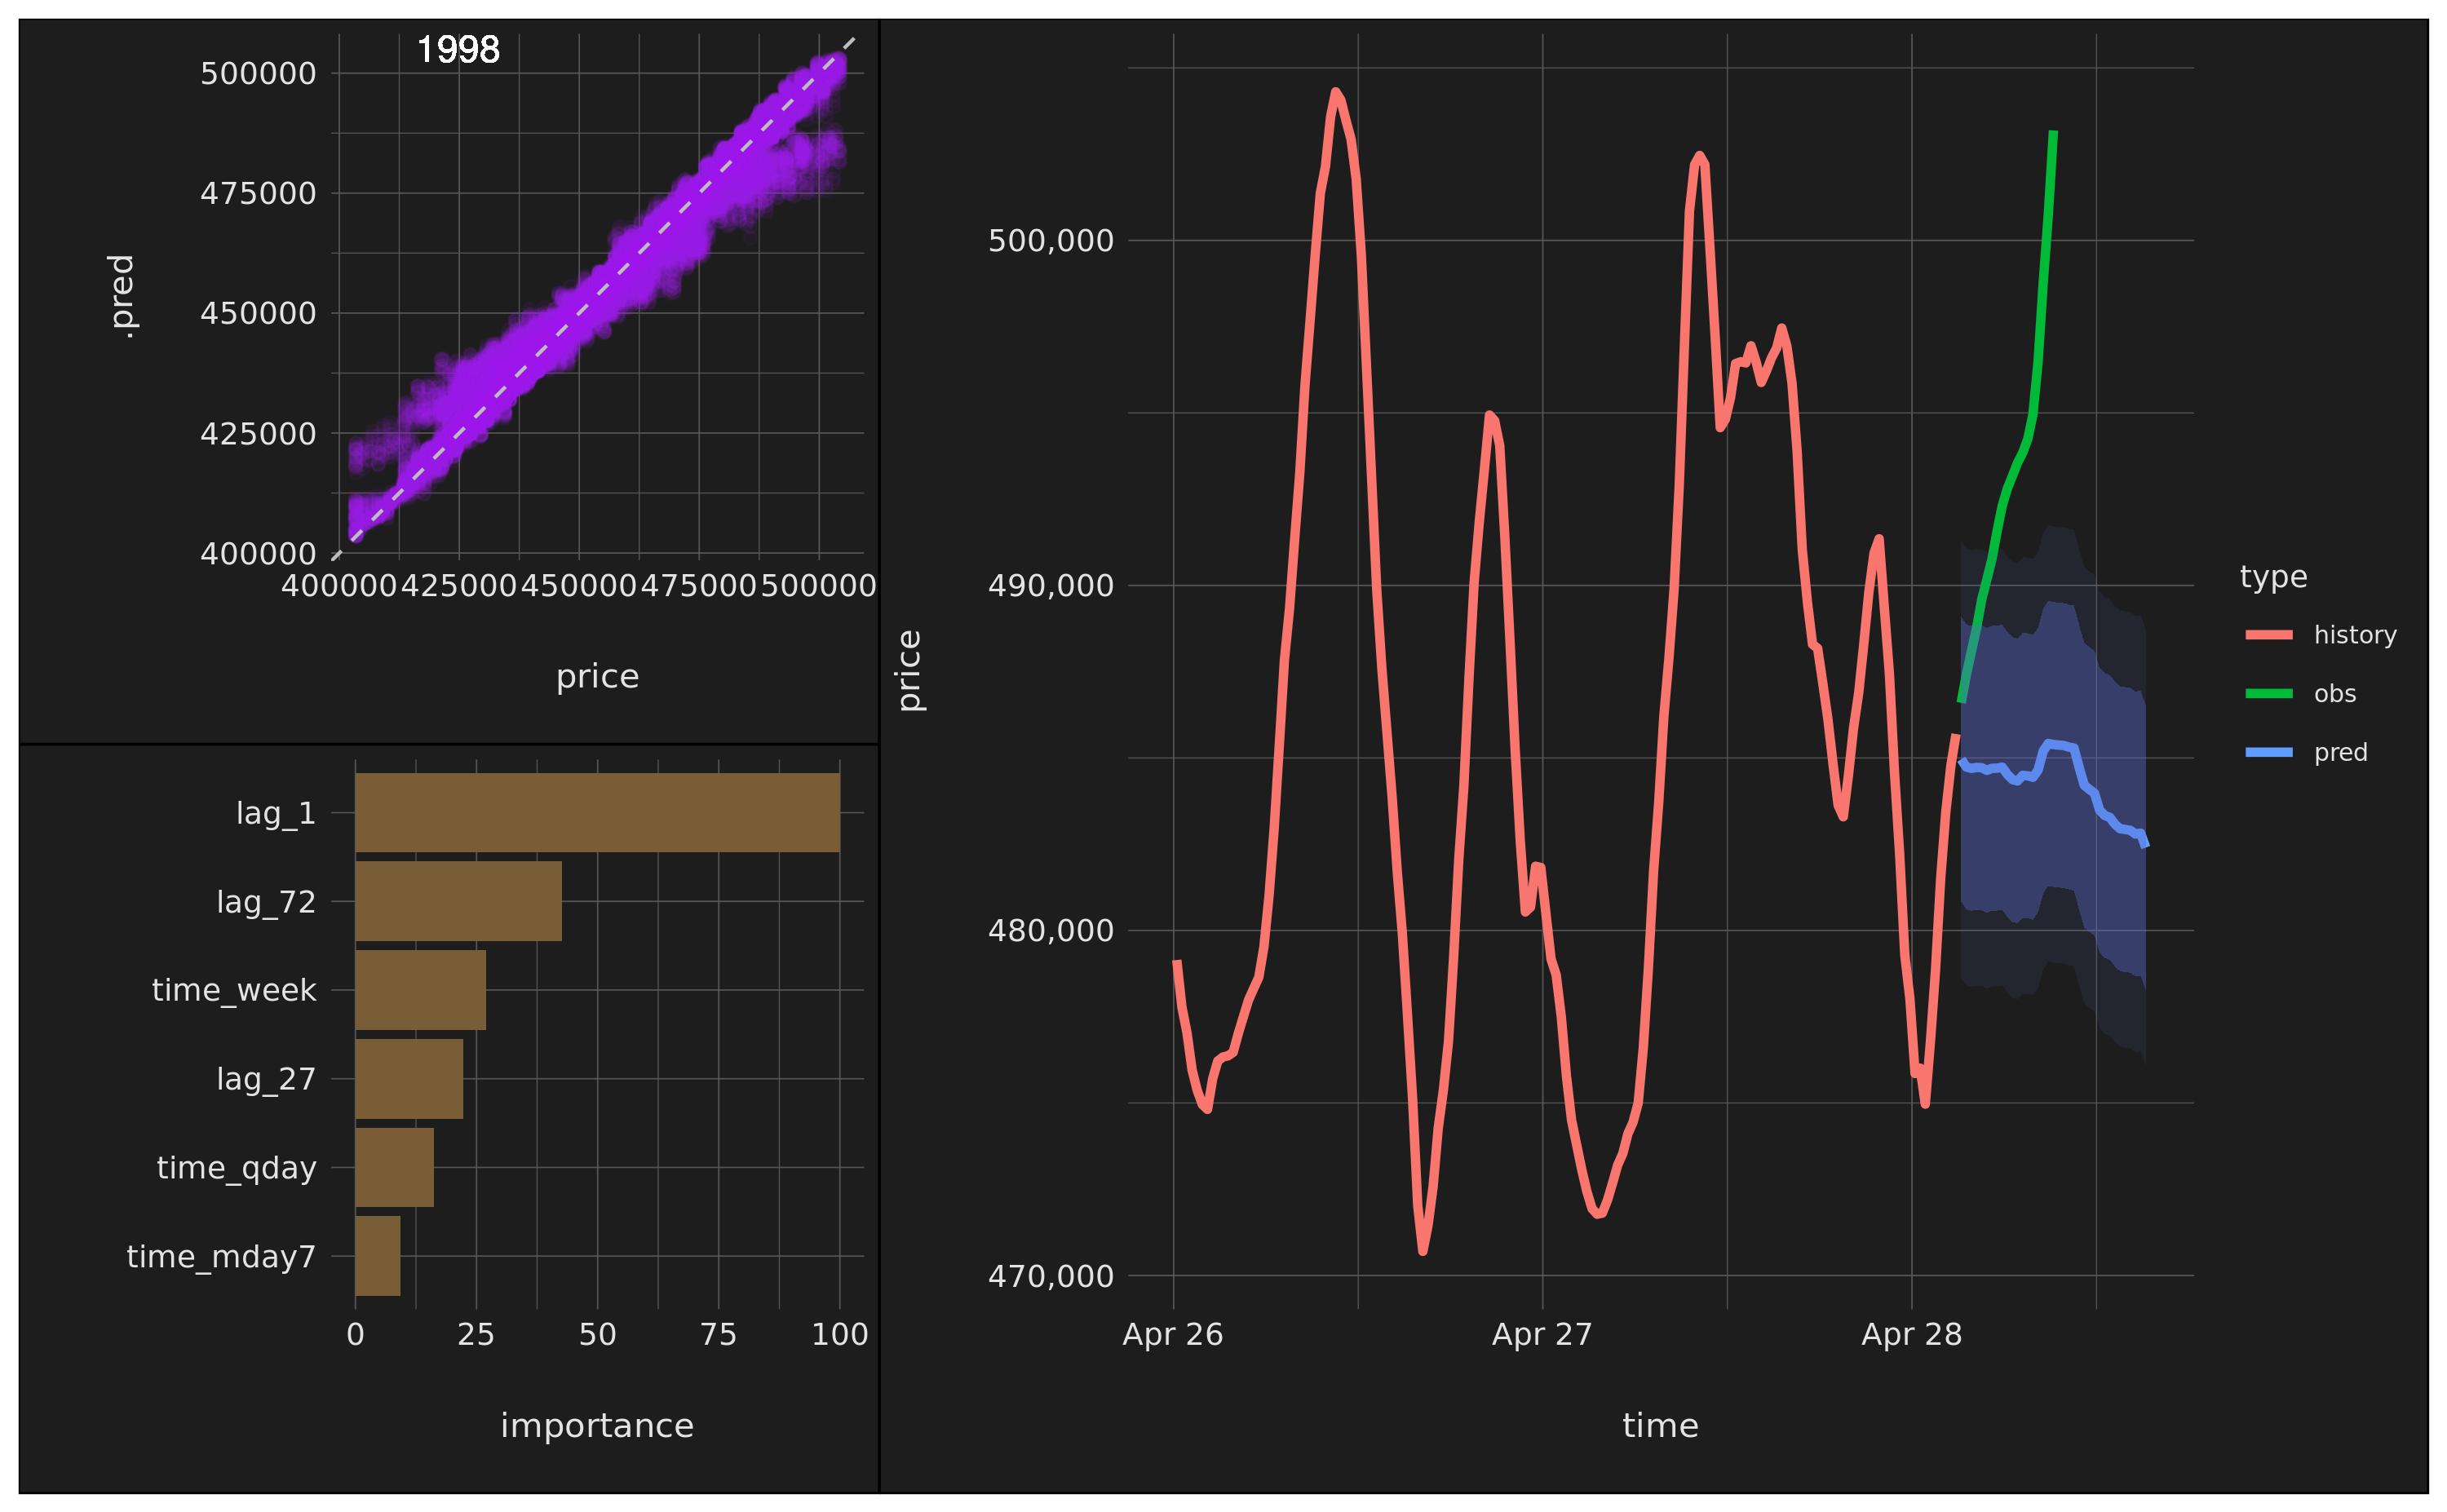 1998
500000
475000
450000
425000
400000
.pred
400000 425000 450000 475000 500000
price
lag_1
lag_72
time_week
lag_27
time_qday
time_mday7
0 25 50 75 100
importance
500,000
490,000
480,000
470,000
price
Apr 26 Apr 27 Apr 28
time
type
history
obs
pred